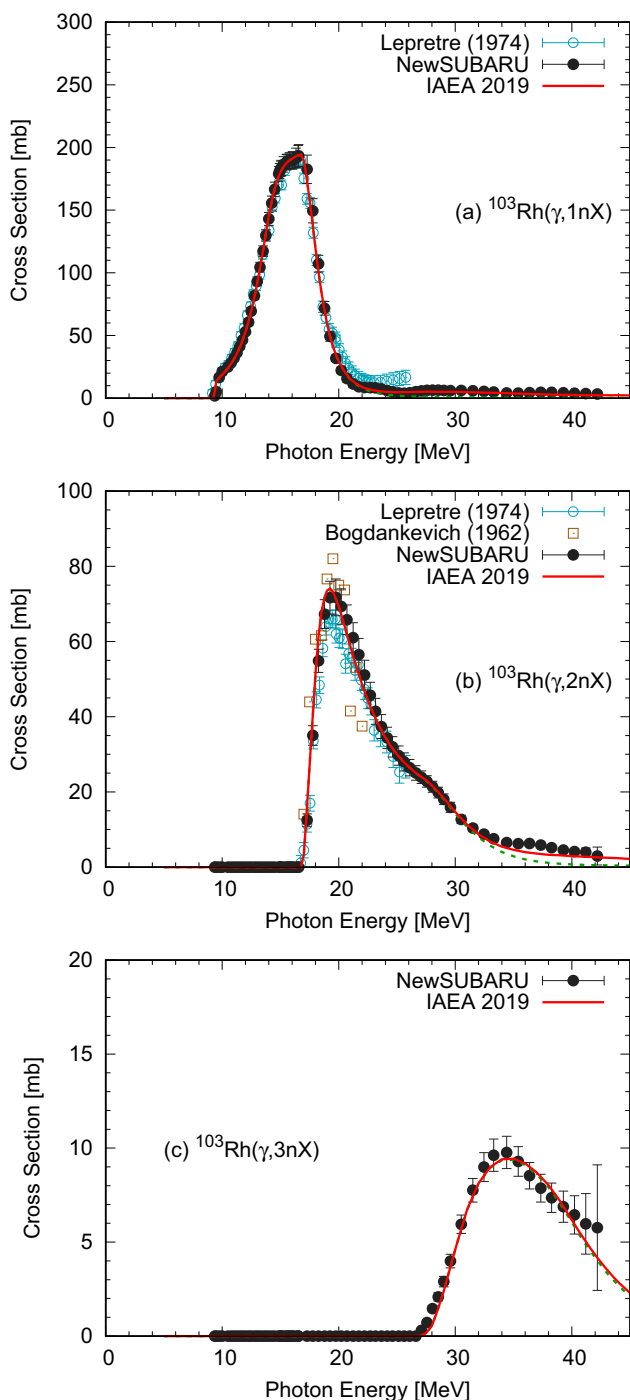 300
250
200
150
100
50
0
Cross Section [mb]
Lepretre (1974)
NewSUBARU
IAEA 2019
(a) ¹⁰³Rh(γ,1nX)
0 10 20 30 40
Photon Energy [MeV]
100
80
60
40
20
0
Cross Section [mb]
Lepretre (1974)
Bogdankevich (1962)
NewSUBARU
IAEA 2019
(b) ¹⁰³Rh(γ,2nX)
0 10 20 30 40
Photon Energy [MeV]
20
15
10
5
0
Cross Section [mb]
NewSUBARU
IAEA 2019
(c) ¹⁰³Rh(γ,3nX)
0 10 20 30 40
Photon Energy [MeV]